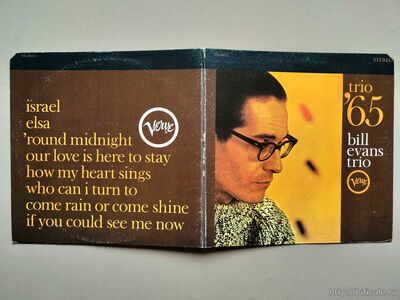 israel
elsa
'round midnight
our love is here to stay
how my heart sings
who can i turn to
come rain or come shine
if you could see me now
Verve
STEREO
trio
'65
bill
evans
trio
Verve